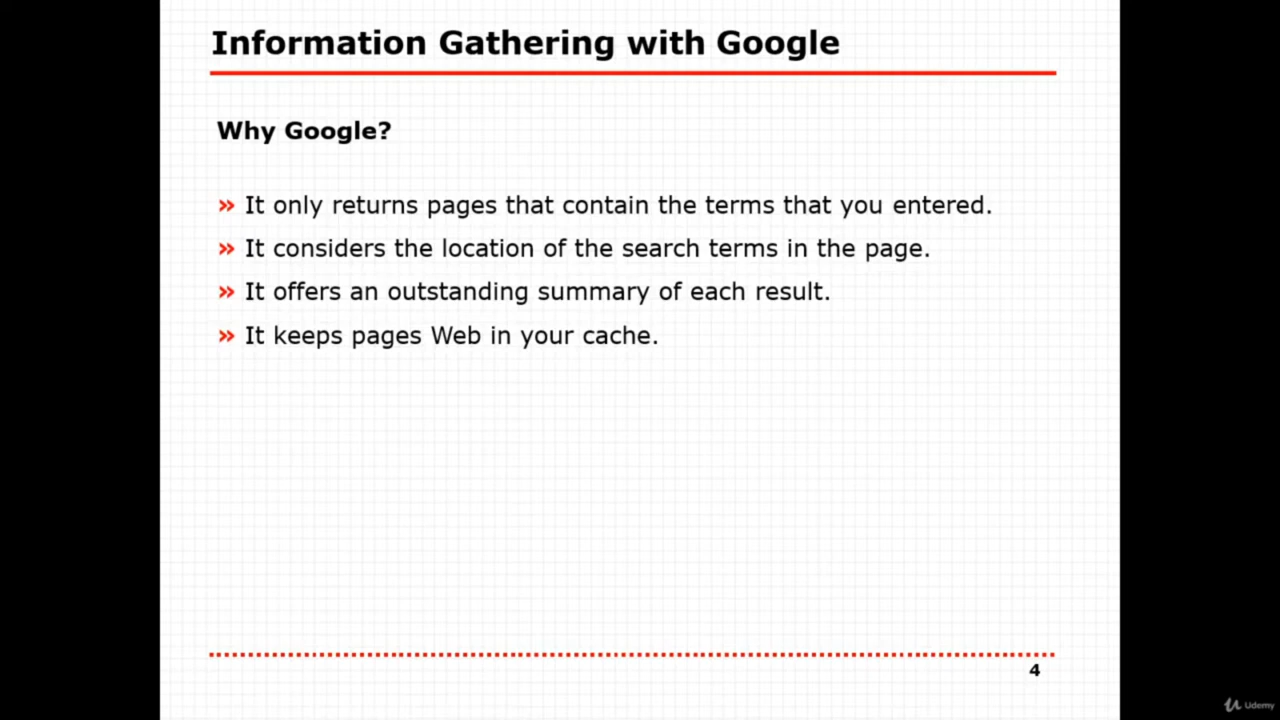 Information Gathering with Google
Why Google?
» It only returns pages that contain the terms that you entered.
» It considers the location of the search terms in the page.
» It offers an outstanding summary of each result.
» It keeps pages Web in your cache.
4
Udemy